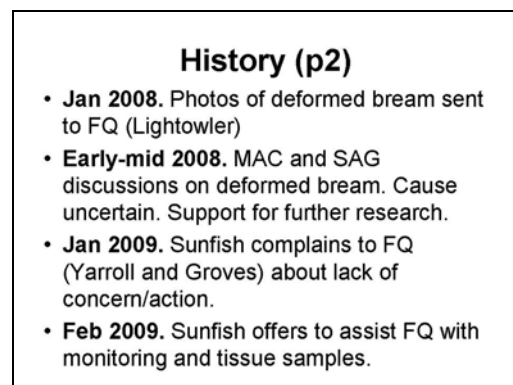 History (p2)
• Jan 2008. Photos of deformed bream sent
to FQ (Lightowler)
• Early-mid 2008. MAC and SAG
discussions on deformed bream. Cause
uncertain. Support for further research.
• Jan 2009. Sunfish complains to FQ
(Yarroll and Groves) about lack of
concern/action.
• Feb 2009. Sunfish offers to assist FQ with
monitoring and tissue samples.